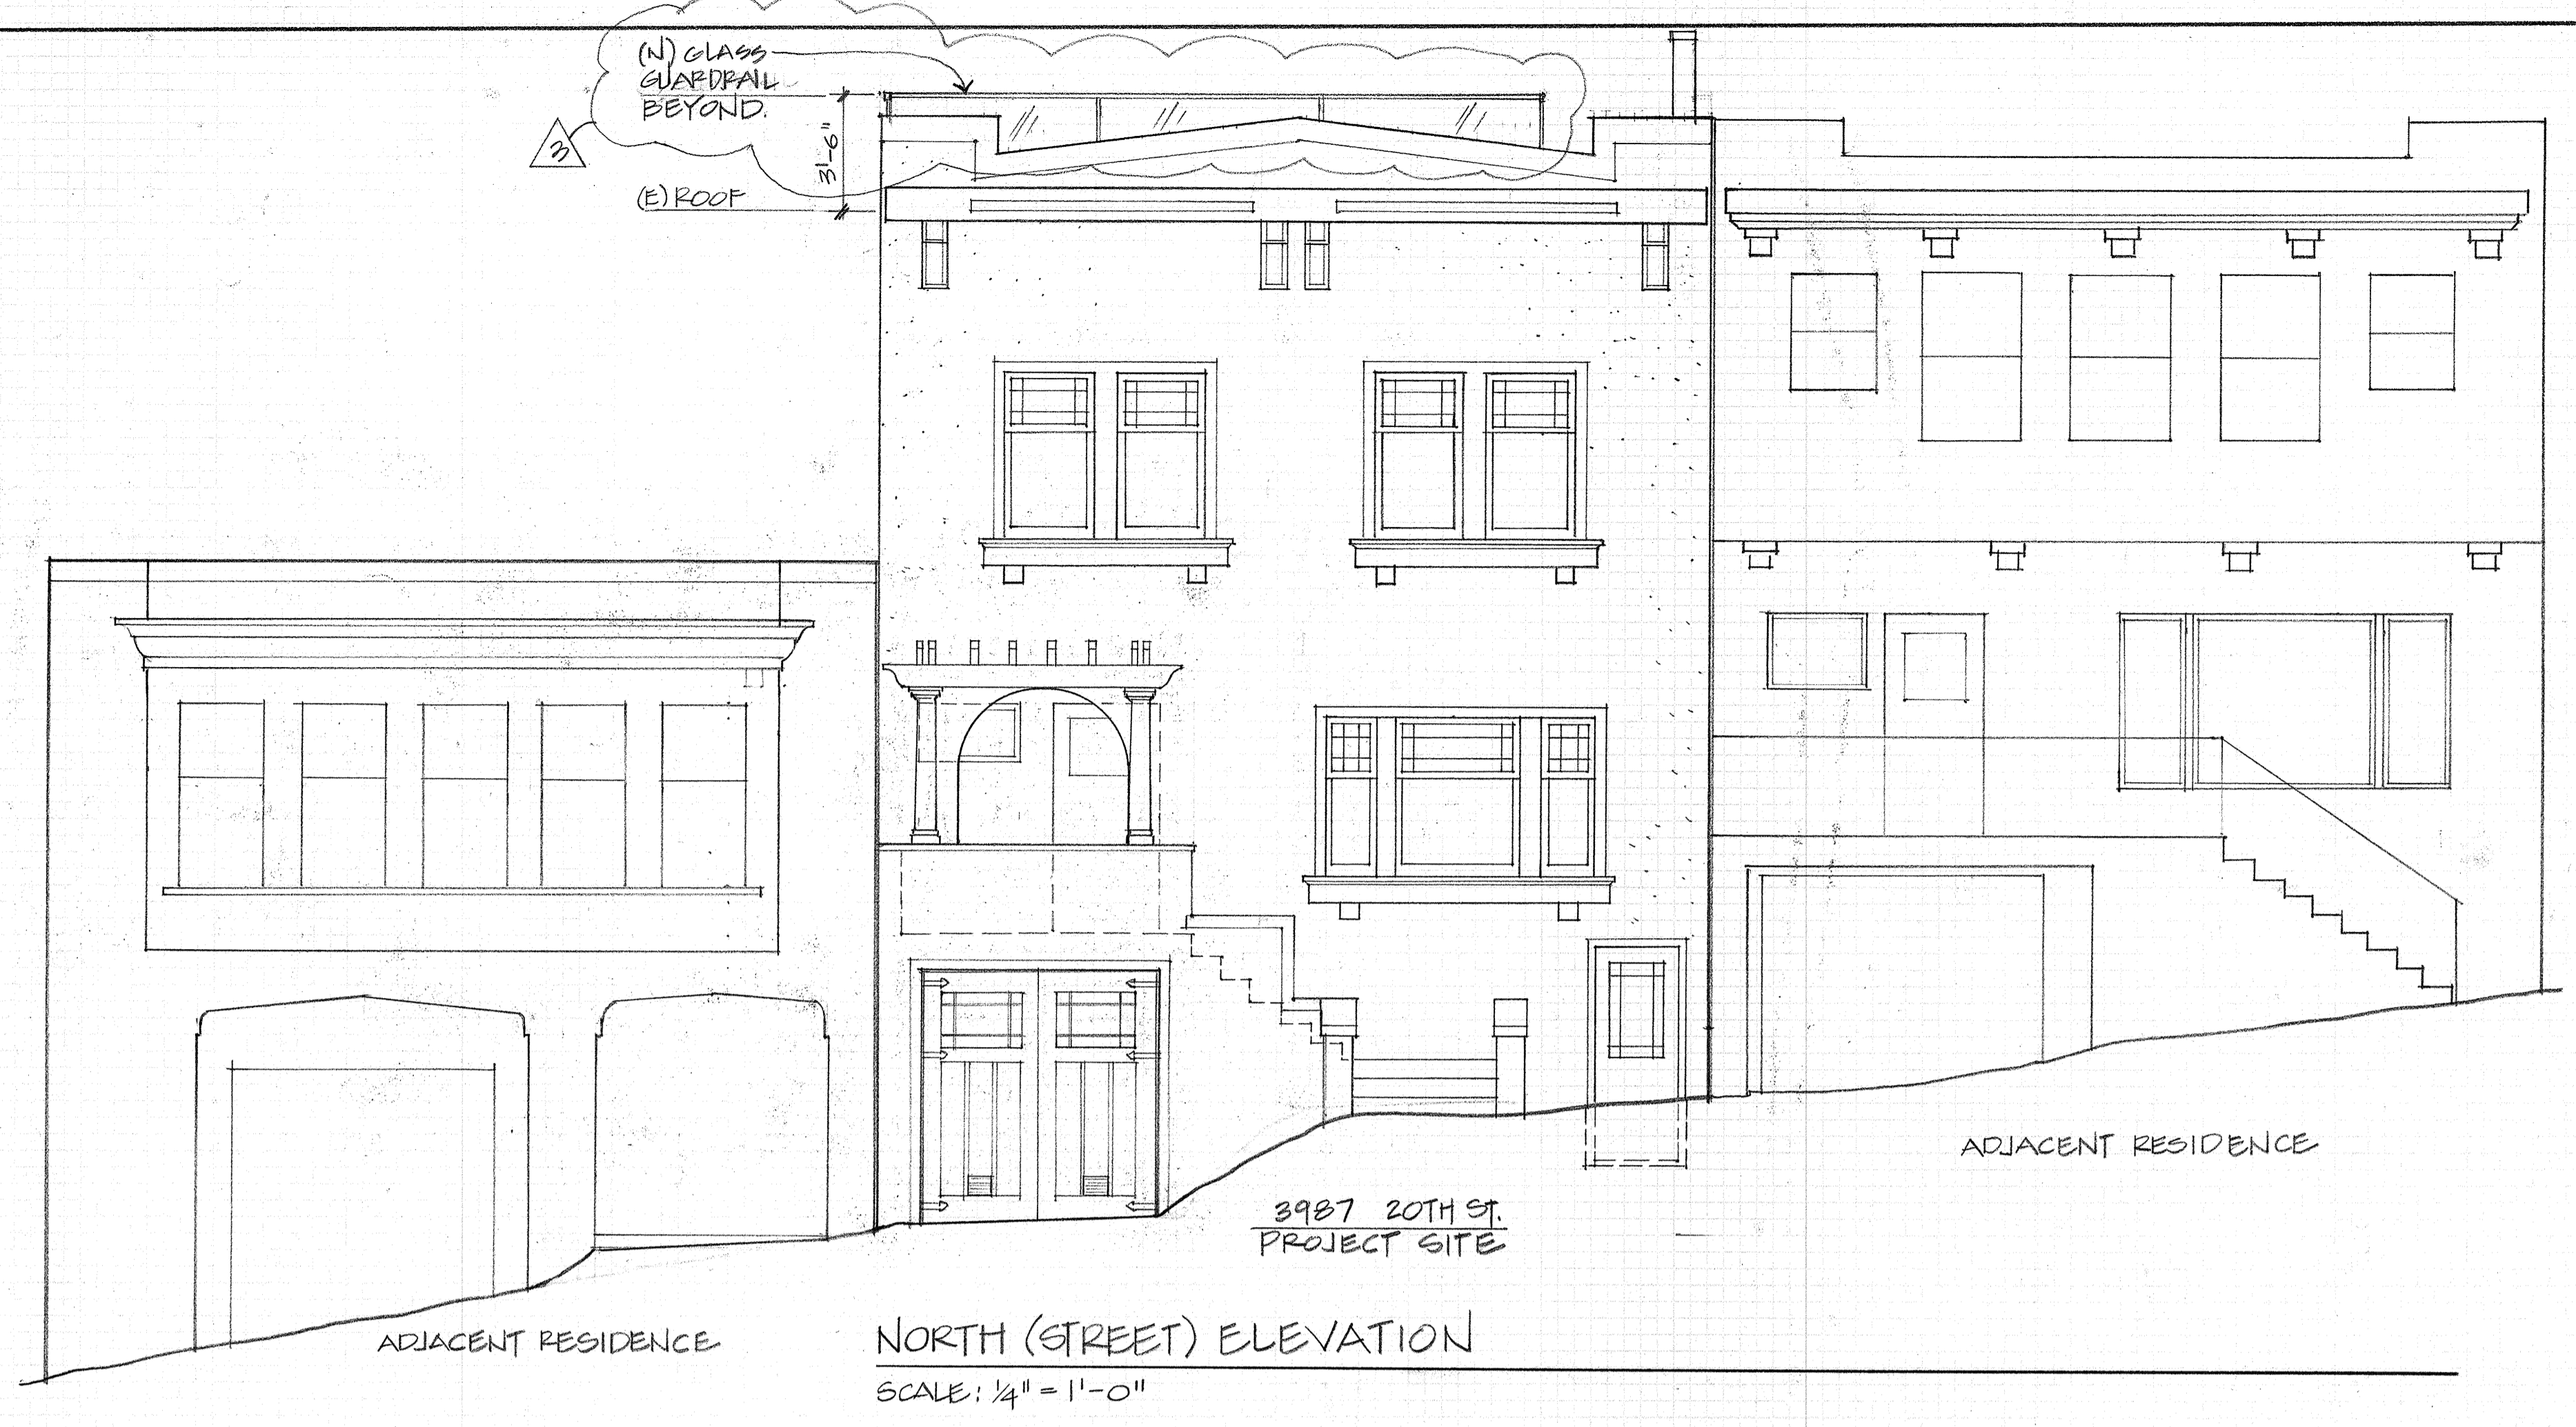 (N) GLASS
GUARDRAIL
BEYOND.
3
3'-6"
(E) ROOF
ADJACENT RESIDENCE
3987 20TH ST.
PROJECT SITE
ADJACENT RESIDENCE
NORTH (STREET) ELEVATION
SCALE: 1/4" = 1'-0"